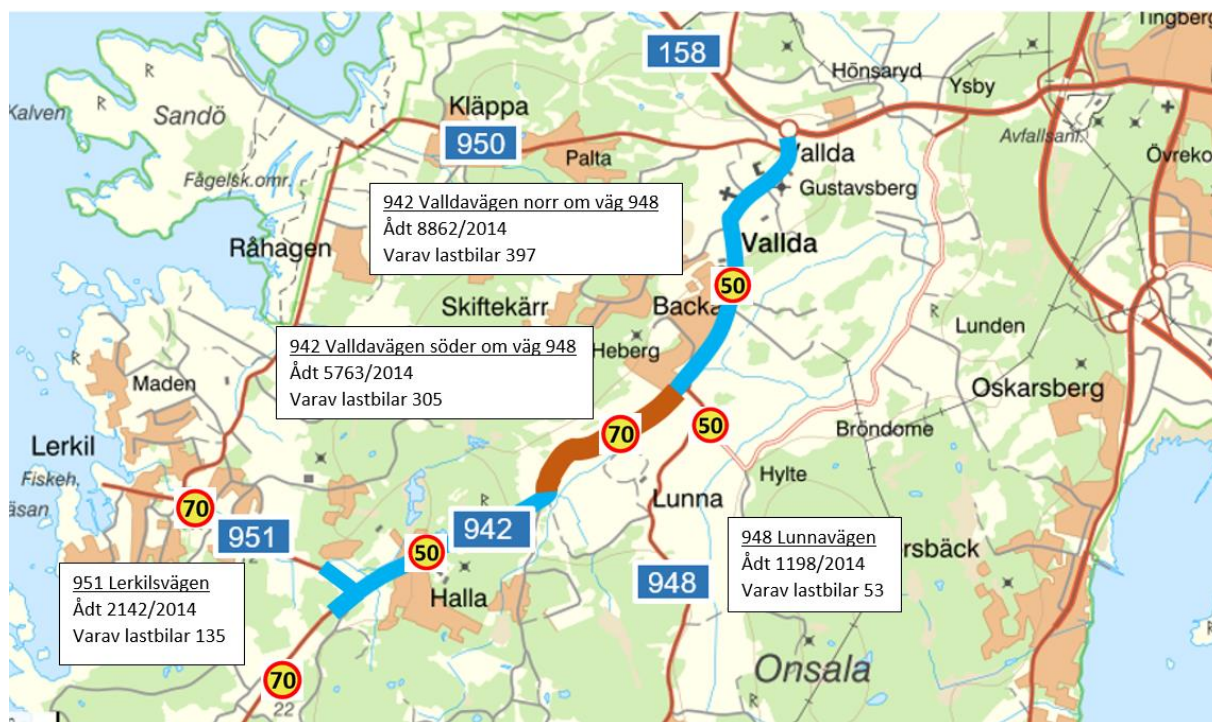 Tingberg
158
Hönsaryd
Ysby
Kalven
Sandö
Kläppa
950
Palta
Avfallsanl.
Vallda
Övreko
Fågelsk.omr.
Gustavsberg
942 Valldavägen norr om väg 948
Ådt 8862/2014
Varav lastbilar 397
Råhagen
Vallda
50
Skiftekärr
Backa
Lunden
942 Valldavägen söder om väg 948
Ådt 5763/2014
Varav lastbilar 305
Heberg
Maden
Oskarsberg
50
70
Bröndome
Lerkil
Fiskeh.
Hylte
äsan
70
Lunna
942
951
50
948 Lunnavägen
Ådt 1198/2014
Varav lastbilar 53
ersbäck
951 Lerkilsvägen
Ådt 2142/2014
Varav lastbilar 135
Halla
948
Onsala
70
22